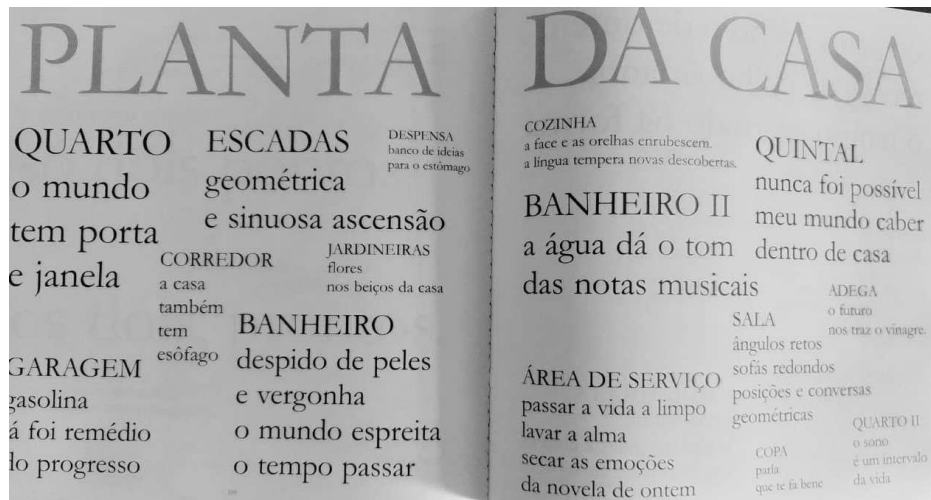 PLANTA
DA CASA
QUARTO
o mundo
tem porta
e janela
ESCADAS
geométrica
e sinuosa ascensão
DESPENSA
banco de ideias
para o estômago
CORREDOR
a casa
também
tem
esôfago
JARDINEIRAS
flores
nos beiços da casa
BANHEIRO
despido de peles
e vergonha
o mundo espreita
o tempo passar
GARAGEM
gasolina
á foi remédio
lo progresso
COZINHA
a face e as orelhas enrubescem.
a língua tempera novas descobertas.
QUINTAL
nunca foi possível
meu mundo caber
dentro de casa
BANHEIRO II
a água dá o tom
das notas musicais
ADEGA
o futuro
nos traz o vinagre.
SALA
ângulos retos
sofás redondos
posições e conversas
geométricas
ÁREA DE SERVIÇO
passar a vida a limpo
lavar a alma
secar as emoções
da novela de ontem
COPA
parla
que te fa bene
QUARTO II
o sono
é um intervalo
da vida